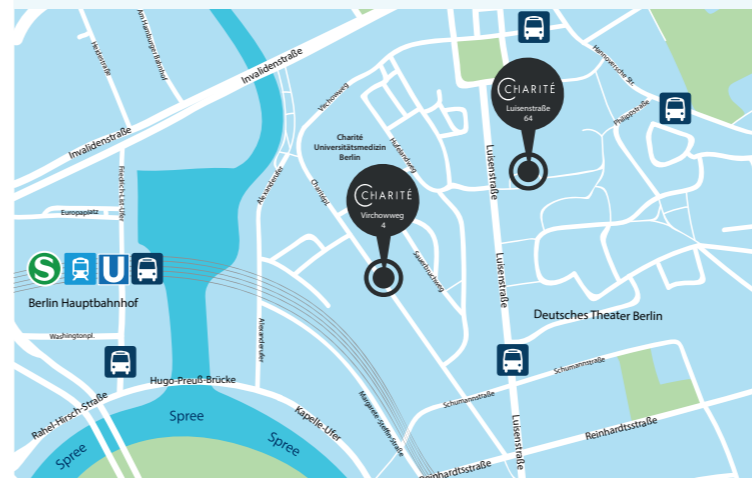 Heidestraße
Am Hamburger Bahnhof
Invalidenstraße
Hannoversche Str.
CHARITÉ
Luisenstraße
64
Philippstraße
Virchowweg
Invalidenstraße
Charité
Universitätsmedizin
Berlin
Hufelandweg
Luisenstraße
Friedrich-List-Ufer
Alexanderufer
Charitépl.
CHARITÉ
Virchowweg
4
Europaplatz
S
U
Sauerbruchweg
Luisenstraße
Berlin Hauptbahnhof
Deutsches Theater Berlin
Washingtonpl.
Alexanderufer
Schumannstraße
Hugo-Preuß-Brücke
Rahel-Hirsch-Straße
Kapelle-Ufer
Margarete-Steffin-Straße
Schumannstraße
Spree
Luisenstraße
Reinhardtsstraße
Spree
Spree
Reinhardtsstraße